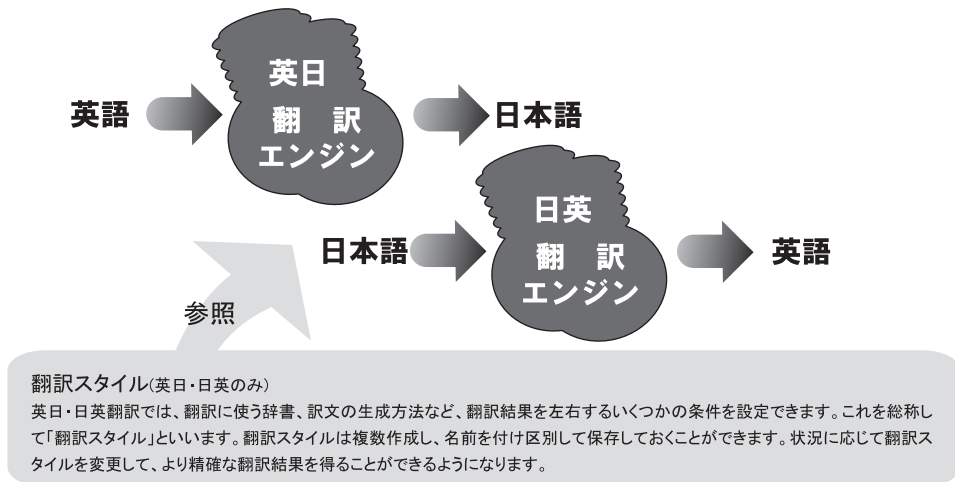 英日
英語
翻 訳
日本語
エンジン
日英
日本語
翻 訳
英語
エンジン
参照
翻訳スタイル(英日・日英のみ)
英日・日英翻訳では、翻訳に使う辞書、訳文の生成方法など、翻訳結果を左右するいくつかの条件を設定できます。これを総称し
て「翻訳スタイル」といいます。翻訳スタイルは複数作成し、名前を付け区別して保存しておくことができます。状況に応じて翻訳ス
タイルを変更して、より精確な翻訳結果を得ることができるようになります。